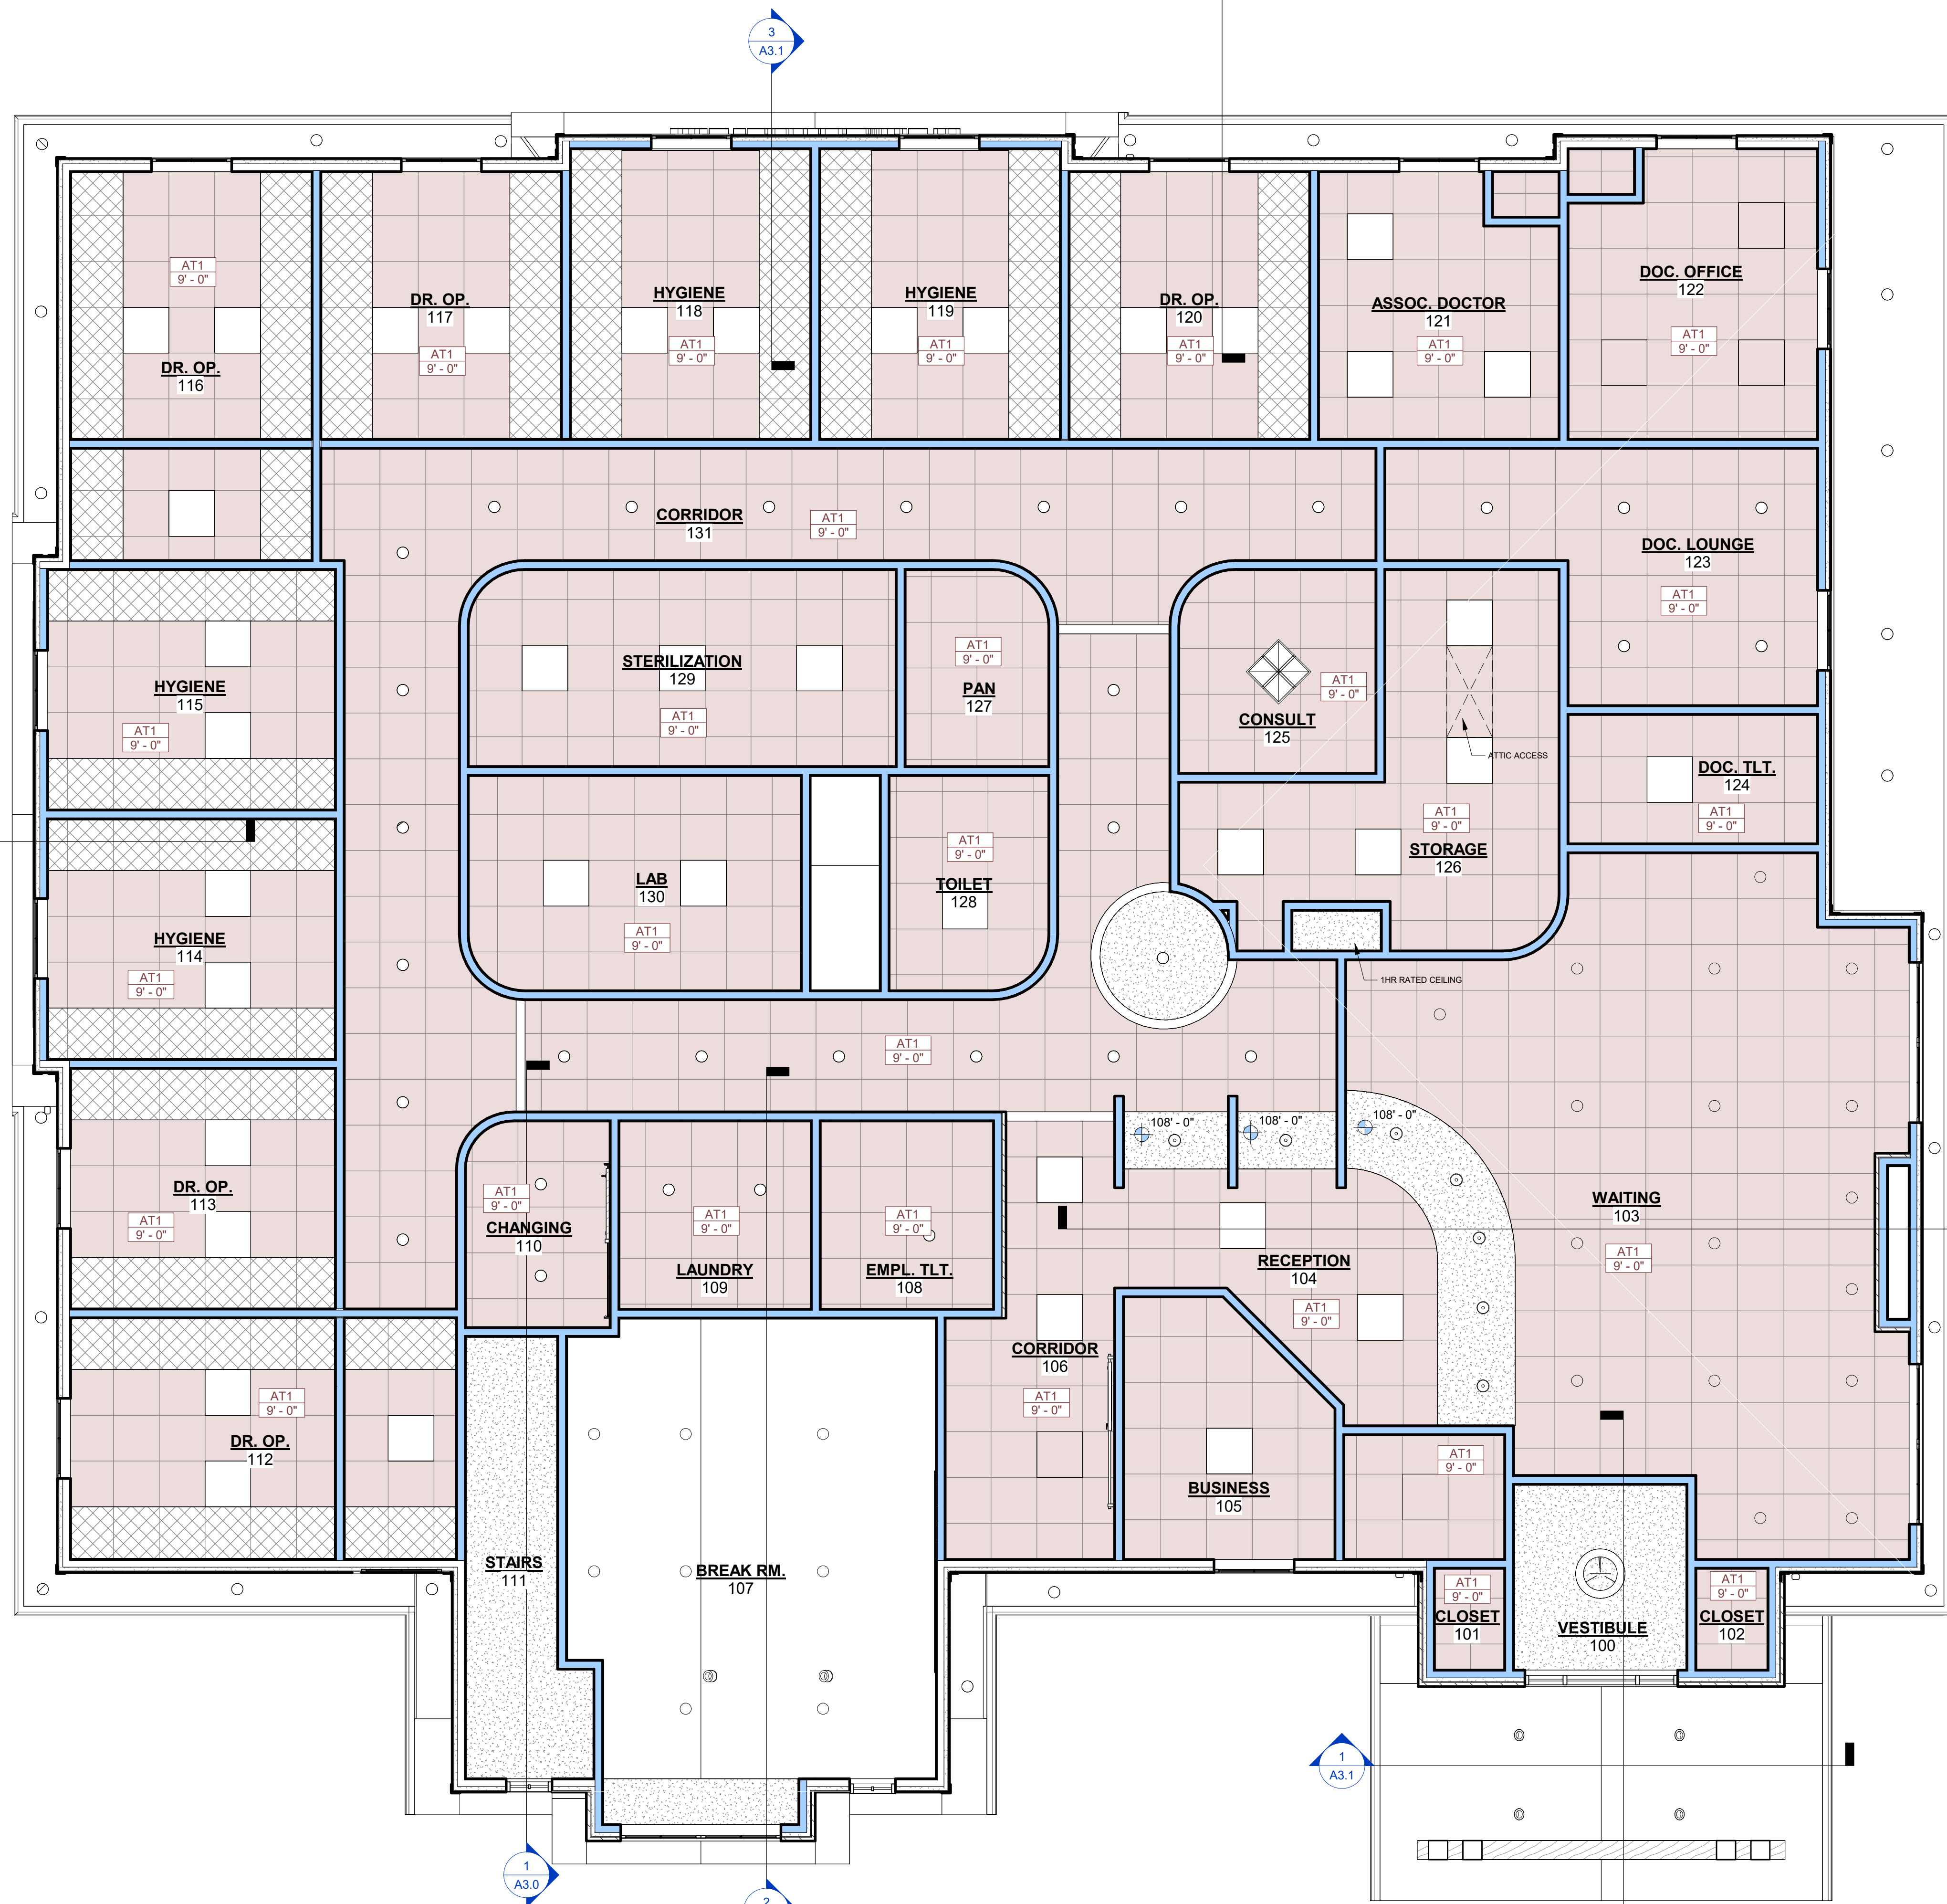 3
A3.1
AT1
9' - 0"
DR. OP.
116
DR. OP.
117
AT1
9' - 0"
HYGIENE
118
AT1
9' - 0"
HYGIENE
119
AT1
9' - 0"
DR. OP.
120
AT1
9' - 0"
ASSOC. DOCTOR
121
AT1
9' - 0"
DOC. OFFICE
122
AT1
9' - 0"
CORRIDOR
131
AT1
9' - 0"
DOC. LOUNGE
123
AT1
9' - 0"
HYGIENE
115
AT1
9' - 0"
STERILIZATION
129
AT1
9' - 0"
AT1
9' - 0"
PAN
127
AT1
9' - 0"
CONSULT
125
ATTIC ACCESS
DOC. TLT.
124
AT1
9' - 0"
AT1
9' - 0"
STORAGE
126
LAB
130
AT1
9' - 0"
AT1
9' - 0"
TOILET
128
HYGIENE
114
AT1
9' - 0"
1HR RATED CEILING
AT1
9' - 0"
108' - 0"
108' - 0"
108' - 0"
DR. OP.
113
AT1
9' - 0"
AT1
9' - 0"
CHANGING
110
AT1
9' - 0"
LAUNDRY
109
AT1
9' - 0"
EMPL. TLT.
108
RECEPTION
104
AT1
9' - 0"
WAITING
103
AT1
9' - 0"
CORRIDOR
106
AT1
9' - 0"
AT1
9' - 0"
DR. OP.
112
AT1
9' - 0"
BUSINESS
105
STAIRS
111
BREAK RM.
107
AT1
9' - 0"
CLOSET
101
VESTIBULE
100
AT1
9' - 0"
CLOSET
102
1
A3.1
1
A3.0
2